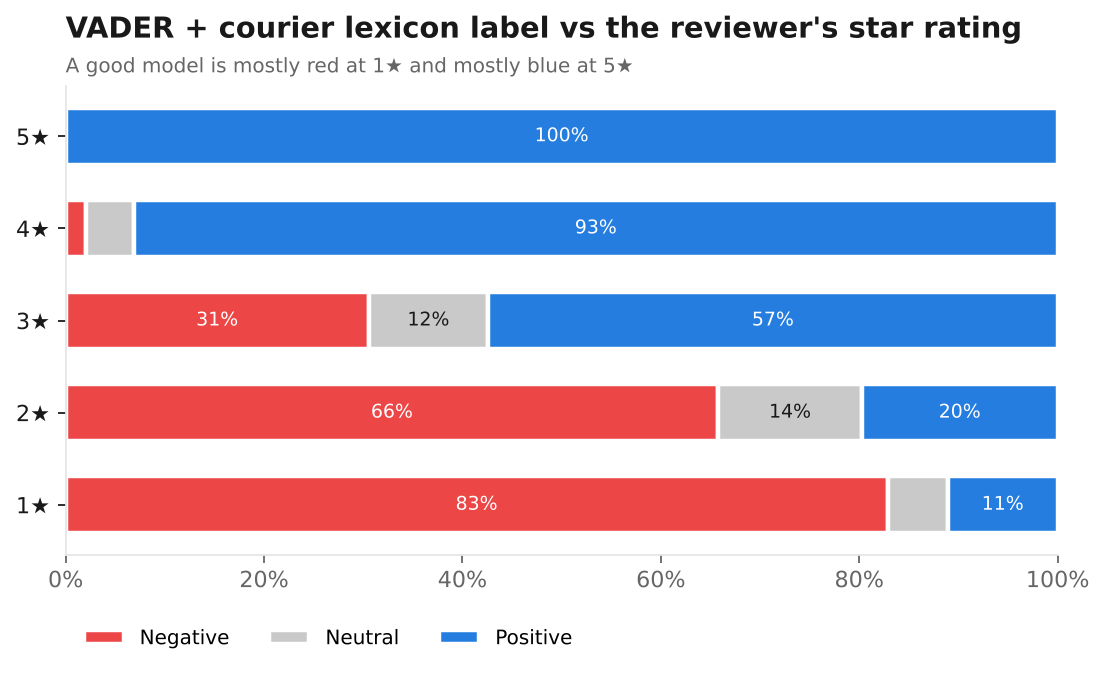 VADER + courier lexicon label vs the reviewer's star rating
A good model is mostly red at 1★ and mostly blue at 5★
5★ 100%
4★ 93%
3★ 31% 12% 57%
2★ 66% 14% 20%
1★ 83% 11%
0% 20% 40% 60% 80% 100%
Negative Neutral Positive